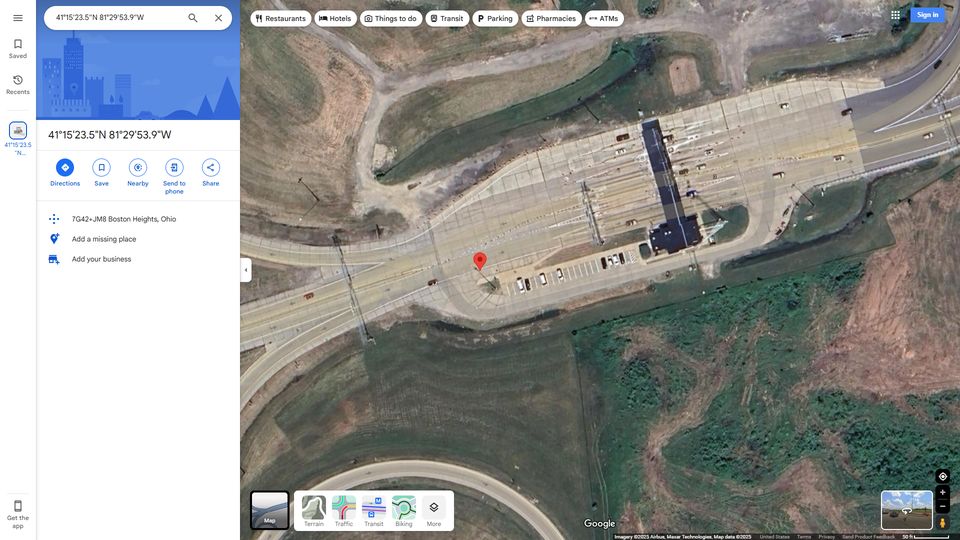 41°15'23.5"N 81°29'53.9"W
Restaurants
Hotels
Things to do
Transit
Parking
Pharmacies
ATMs
Sign in
Saved
Recents
41°15'23.5
"N...
41°15'23.5"N 81°29'53.9"W
Directions
Save
Nearby
Send to
phone
Share
7G42+JM8 Boston Heights, Ohio
Add a missing place
Add your business
Get the
app
Map
Terrain
Traffic
Transit
Biking
More
Google
Imagery ©2025 Airbus, Maxar Technologies, Map data ©2025
United States
Terms
Privacy
Send Product Feedback
50 ft